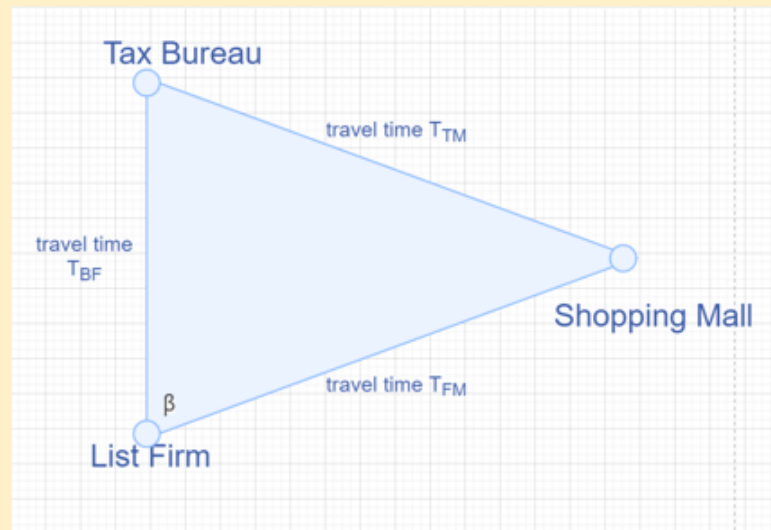 Tax Bureau
travel time T_TM
travel time
T_BF
Shopping Mall
travel time T_FM
β
List Firm